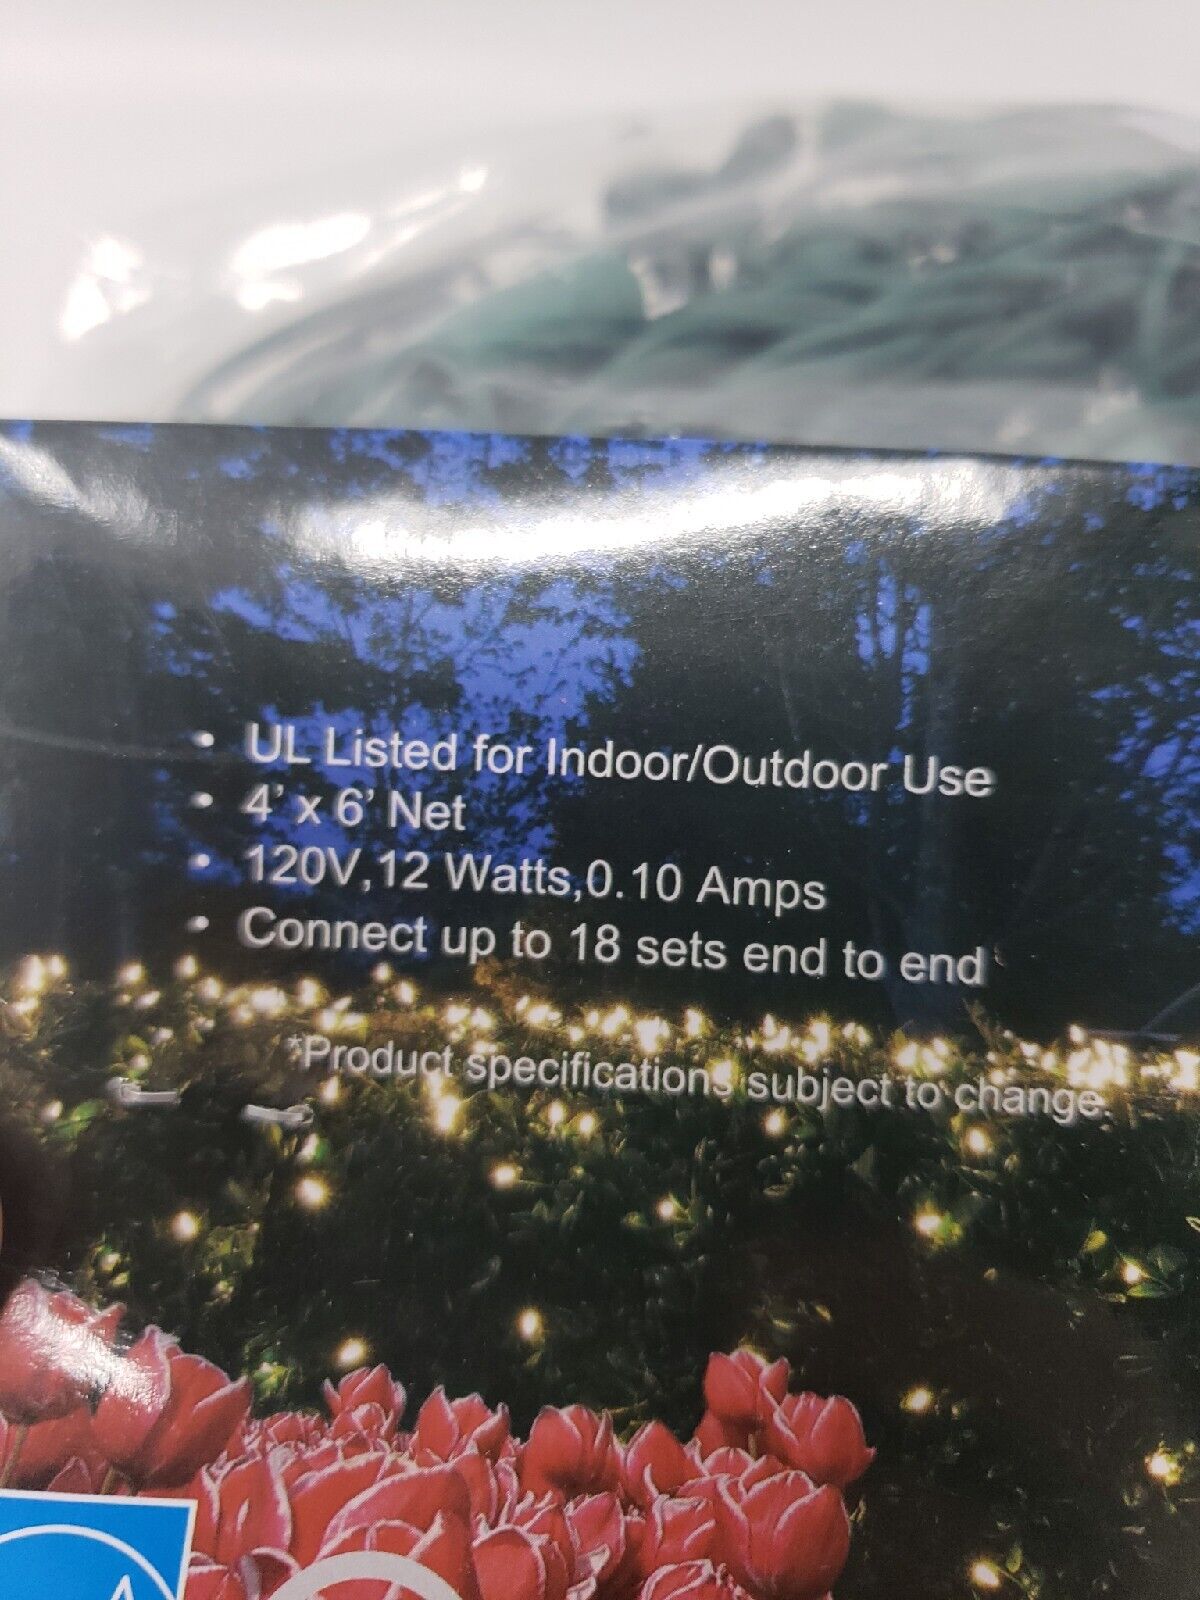 • UL Listed for Indoor/Outdoor Use
• 4' x 6' Net
• 120V,12 Watts,0.10 Amps
• Connect up to 18 sets end to end
*Product specifications subject to change.